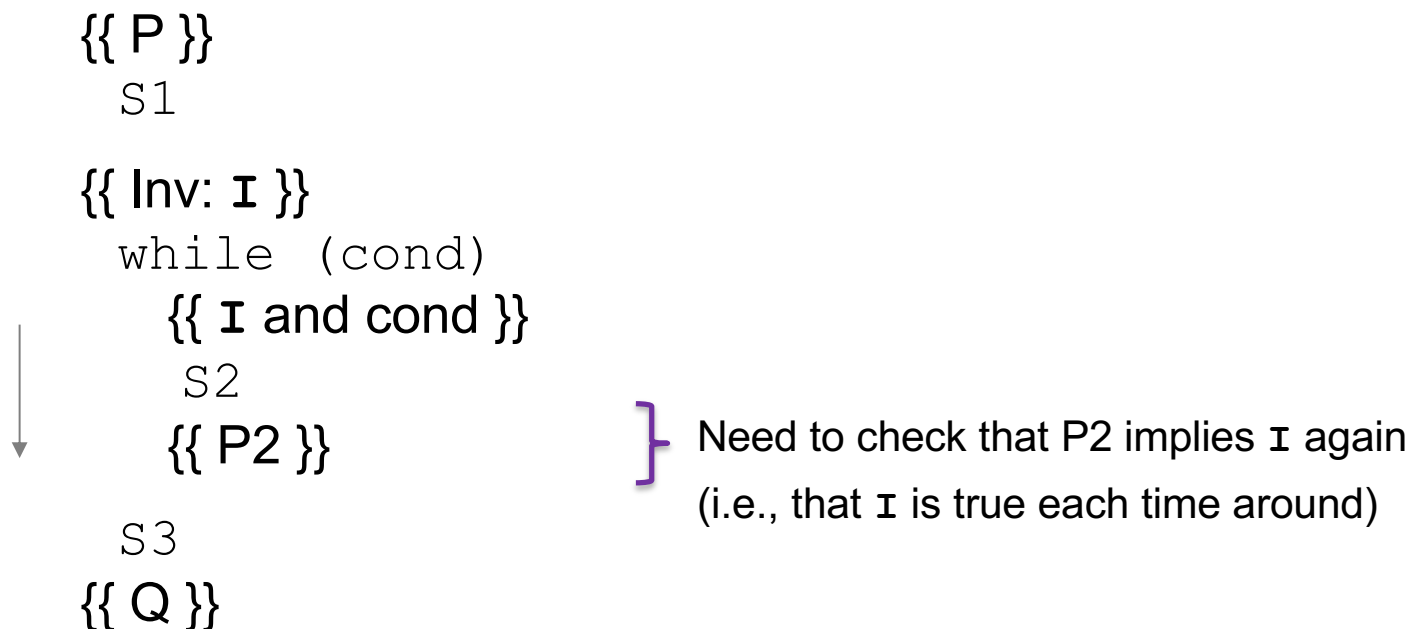 {{ P }}
S1
{{ Inv: I }}
while (cond)
{{ I and cond }}
S2
{{ P2 }}
Need to check that P2 implies I again
(i.e., that I is true each time around)
S3
{{ Q }}